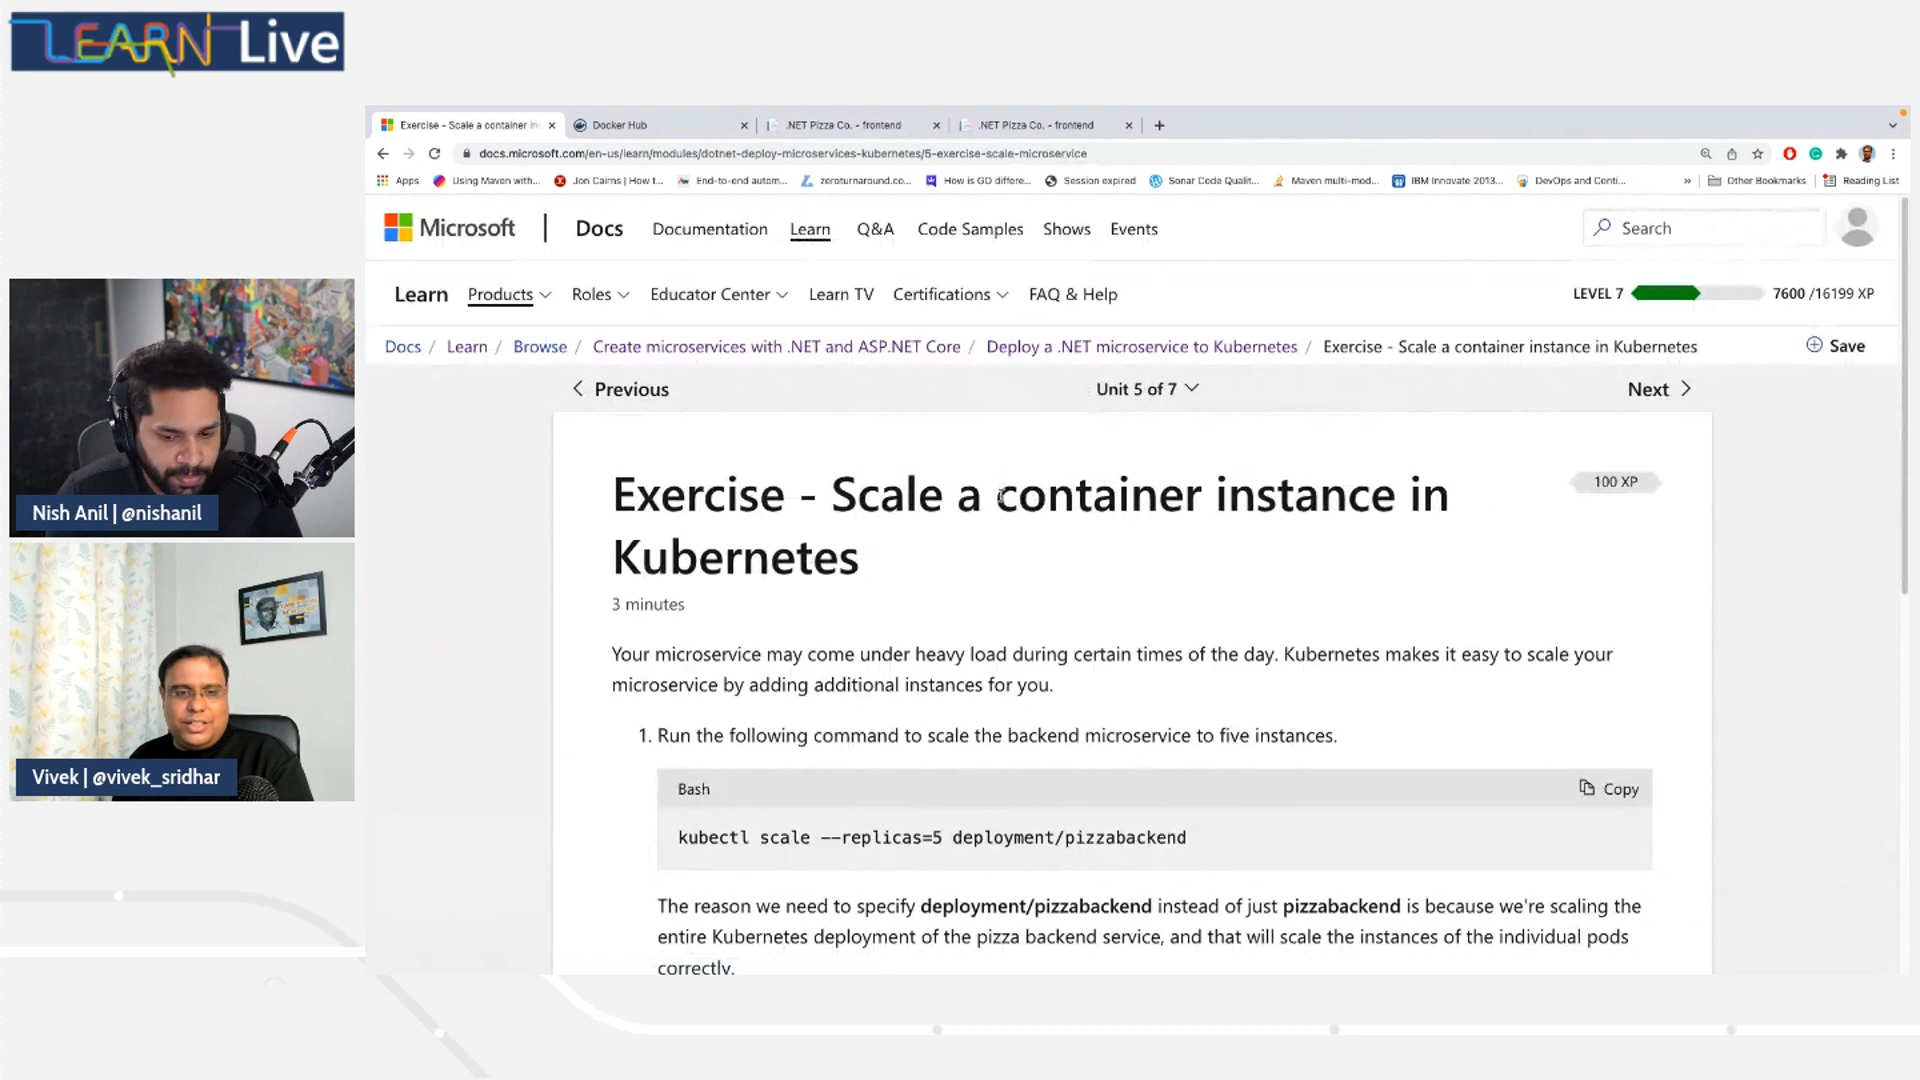 LEARN Live
Exercise - Scale a container in
Docker Hub
.NET Pizza Co. - frontend
.NET Pizza Co. - frontend
docs.microsoft.com/en-us/learn/modules/dotnet-deploy-microservices-kubernetes/5-exercise-scale-microservice
Apps
Using Maven with...
Jon Cairns | How t...
End-to-end autom...
zeroturnaround.co...
How is GD differe...
Session expired
Sonar Code Qualit...
Maven multi-mod...
IBM Innovate 2013...
DevOps and Conti...
»
Other Bookmarks
Reading List
Microsoft | Docs Documentation Learn Q&A Code Samples Shows Events
Search
Learn Products Roles Educator Center Learn TV Certifications FAQ & Help
LEVEL 7 7600 /16199 XP
Docs / Learn / Browse / Create microservices with .NET and ASP.NET Core / Deploy a .NET microservice to Kubernetes / Exercise - Scale a container instance in Kubernetes
Save
Previous
Unit 5 of 7
Next
Exercise - Scale a container instance in
Kubernetes
100 XP
3 minutes
Your microservice may come under heavy load during certain times of the day. Kubernetes makes it easy to scale your
microservice by adding additional instances for you.
1. Run the following command to scale the backend microservice to five instances.
Bash
Copy
kubectl scale --replicas=5 deployment/pizzabackend
The reason we need to specify deployment/pizzabackend instead of just pizzabackend is because we're scaling the
entire Kubernetes deployment of the pizza backend service, and that will scale the instances of the individual pods
correctly.
Nish Anil | @nishanil
Vivek | @vivek_sridhar